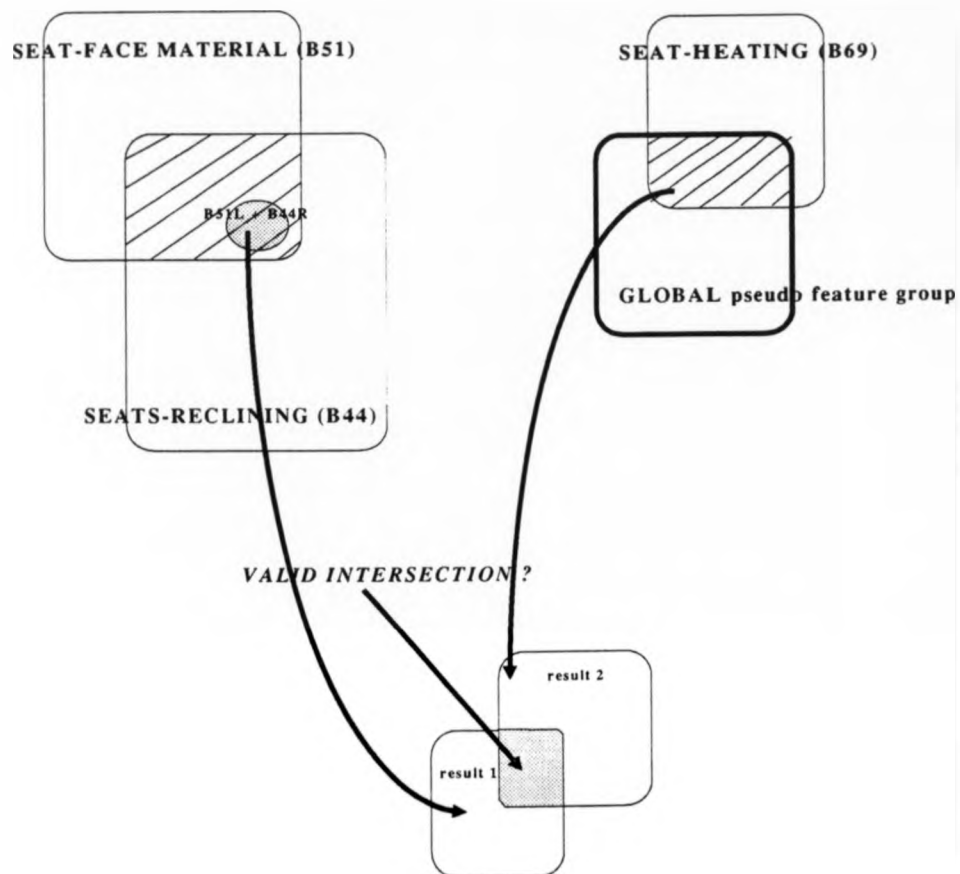 SEAT-FACE MATERIAL (B51)
SEAT-HEATING (B69)
B51L + B44R
GLOBAL pseudo feature group
SEATS-RECLINING (B44)
VALID INTERSECTION ?
result 2
result 1